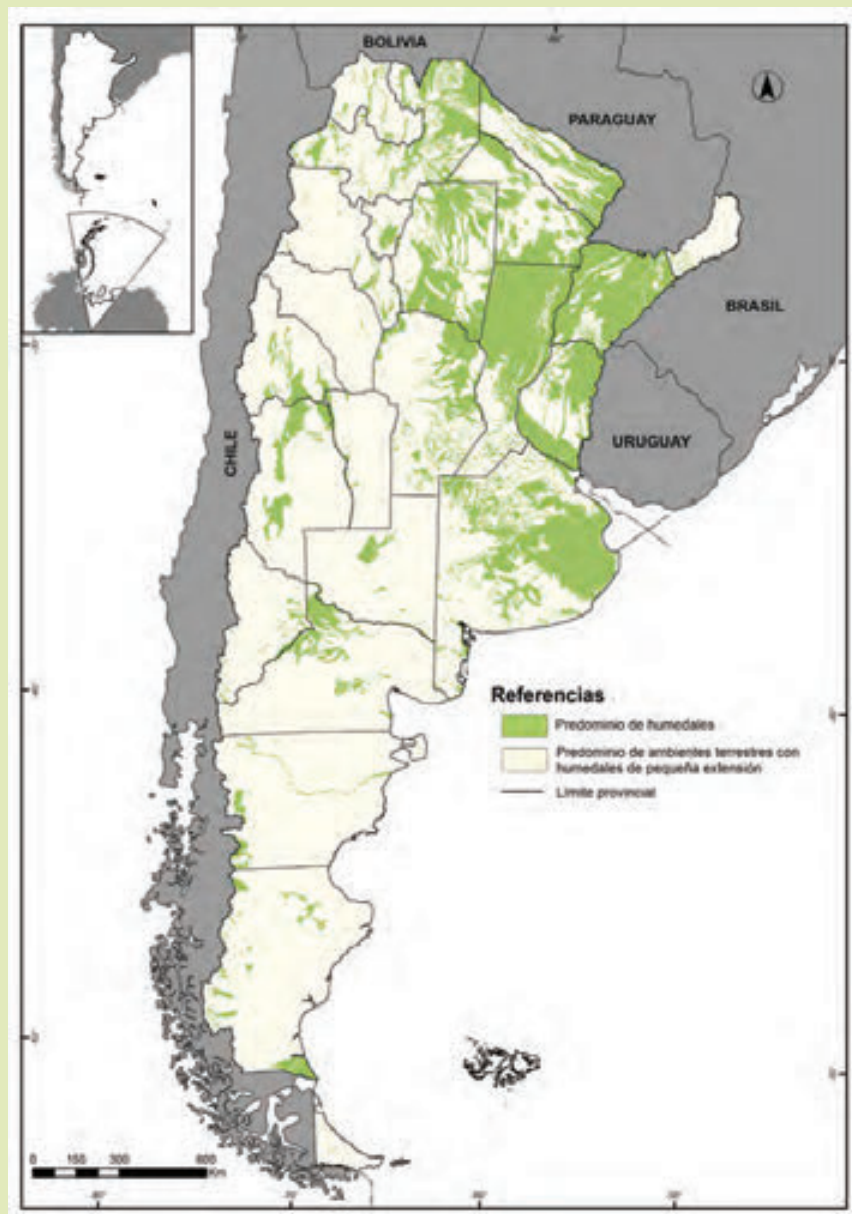 BOLIVIA
PARAGUAY
BRASIL
CHILE
URUGUAY
Referencias
Predominio de humedales
Predominio de ambientes terrestres con
humedales de pequeña extensión
Límite provincial
0 150 300 600
Km